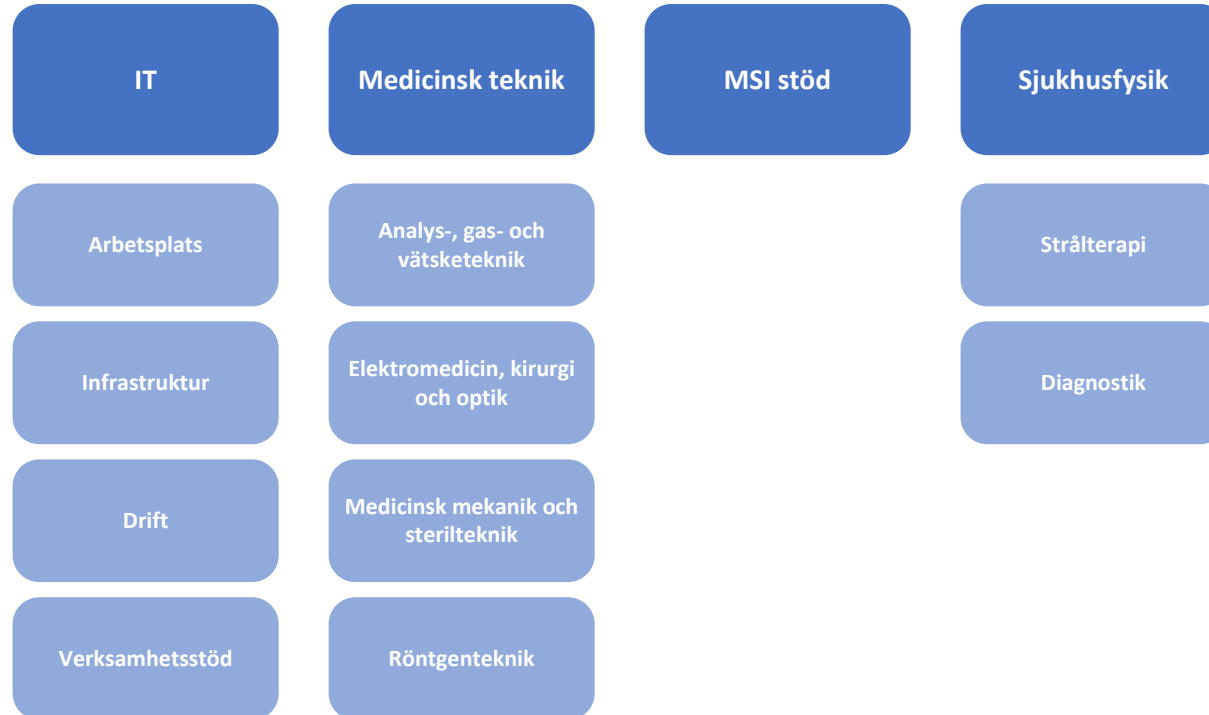 IT
Medicinsk teknik
MSI stöd
Sjukhusfysik
Arbetsplats
Analys-, gas- och
vätsketeknik
Strålterapi
Infrastruktur
Elektromedicin, kirurgi
och optik
Diagnostik
Drift
Medicinsk mekanik och
sterilteknik
Verksamhetsstöd
Röntgenteknik